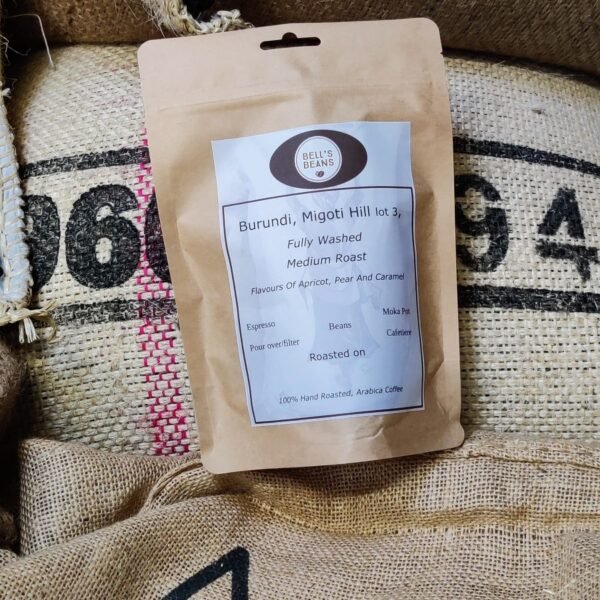 BELL'S
BEANS
Burundi, Migoti Hill lot 3,
Fully Washed
Medium Roast
Flavours Of Apricot, Pear And Caramel
Espresso Beans Moka Pot
Pour over/filter Cafetiere
Roasted on
100% Hand Roasted, Arabica Coffee